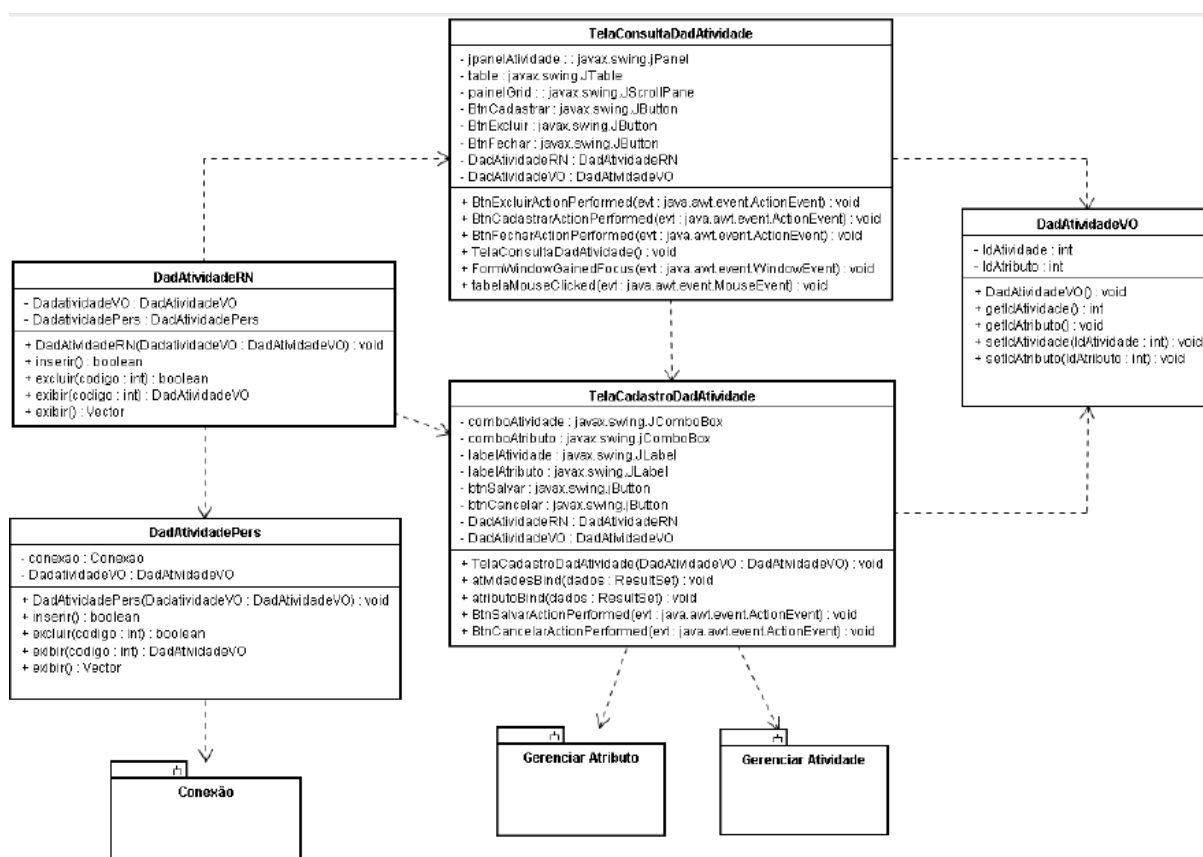 TelaConsultaDadAtividade
- jpanelAtividade : : javax.swing.jPanel
- table : javax.swing.JTable
- painelGrid : : javax.swing.JScrollPane
- BtnCadastrar : javax.swing.JButton
- BtnExcluir : javax.swing.JButton
- BtnFechar : javax.swing.JButton
- DadAtividadeRN : DadAtividadeRN
- DadAtividadeVO : DadAtividadeVO
+ BtnExcluirActionPerformed(evt : java.awt.event.ActionEvent) : void
+ BtnCadastrarActionPerformed(evt : java.awt.event.ActionEvent) : void
+ BtnFecharActionPerformed(evt : java.awt.event.ActionEvent) : void
+ TelaConsultaDadAtividade() : void
+ FormWindowGainedFocus(evt : java.awt.event.WindowEvent) : void
+ tabelaMouseClicked(evt : java.awt.event.MouseEvent) : void
DadAtividadeVO
- IdAtividade : int
- IdAtributo : int
+ DadAtividadeVO() : void
+ getIdAtividade() : int
+ getIdAtributo() : void
+ setIdAtividade(IdAtividade : int) : void
+ setIdAtributo(IdAtributo : int) : void
DadAtividadeRN
- DadatividadeVO : DadAtividadeVO
- DadatividadePers : DadAtividadePers
+ DadAtividadeRN(DadatividadeVO : DadAtividadeVO) : void
+ inserir() : boolean
+ excluir(codigo : int) : boolean
+ exibir(codigo : int) : DadAtividadeVO
+ exibir() : Vector
TelaCadastroDadAtividade
- comboAtividade : javax.swing.JComboBox
- comboAtributo : javax.swing.jComboBox
- labelAtividade : javax.swing.JLabel
- labelAtributo : javax.swing.JLabel
- btnSalvar : javax.swing.jButton
- btnCancelar : javax.swing.jButton
- DadAtividadeRN : DadAtividadeRN
- DadAtividadeVO : DadAtividadeVO
+ TelaCadastroDadAtividade(DadAtividadeVO : DadAtividadeVO) : void
+ atividadesBind(dados : ResultSet) : void
+ atributoBind(dados : ResultSet) : void
+ BtnSalvarActionPerformed(evt : java.awt.event.ActionEvent) : void
+ BtnCancelarActionPerformed(evt : java.awt.event.ActionEvent) : void
DadAtividadePers
- conexao : Conexao
- DadatividadeVO : DadAtividadeVO
+ DadAtividadePers(DadatividadeVO : DadAtividadeVO) : void
+ inserir() : boolean
+ excluir(codigo : int) : boolean
+ exibir(codigo : int) : DadAtividadeVO
+ exibir() : Vector
Gerenciar Atributo
Gerenciar Atividade
Conexão